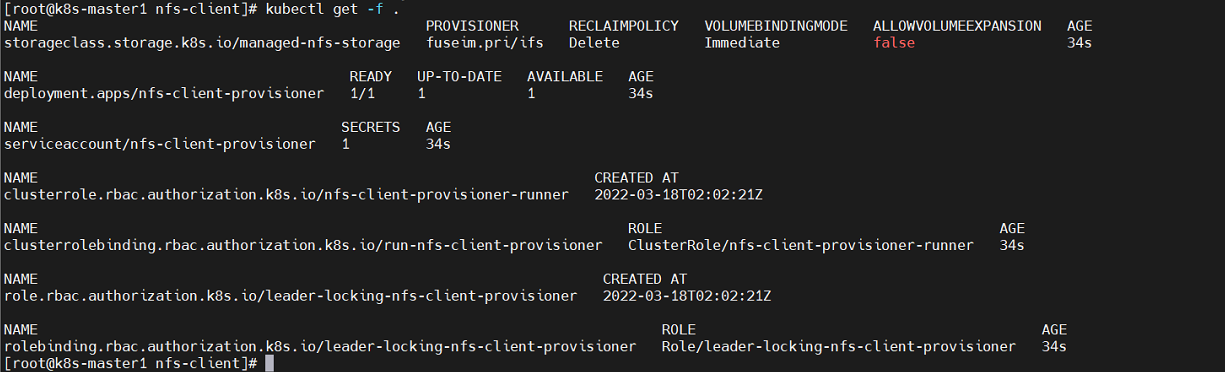 [root@k8s-master1 nfs-client]# kubectl get -f .
NAME PROVISIONER RECLAIMPOLICY VOLUMEBINDINGMODE ALLOWVOLUMEEXPANSION AGE
storageclass.storage.k8s.io/managed-nfs-storage fuseim.pri/ifs Delete Immediate false 34s
NAME READY UP-TO-DATE AVAILABLE AGE
deployment.apps/nfs-client-provisioner 1/1 1 1 34s
NAME SECRETS AGE
serviceaccount/nfs-client-provisioner 1 34s
NAME CREATED AT
clusterrole.rbac.authorization.k8s.io/nfs-client-provisioner-runner 2022-03-18T02:02:21Z
NAME ROLE AGE
clusterrolebinding.rbac.authorization.k8s.io/run-nfs-client-provisioner ClusterRole/nfs-client-provisioner-runner 34s
NAME CREATED AT
role.rbac.authorization.k8s.io/leader-locking-nfs-client-provisioner 2022-03-18T02:02:21Z
NAME ROLE AGE
rolebinding.rbac.authorization.k8s.io/leader-locking-nfs-client-provisioner Role/leader-locking-nfs-client-provisioner 34s
[root@k8s-master1 nfs-client]#